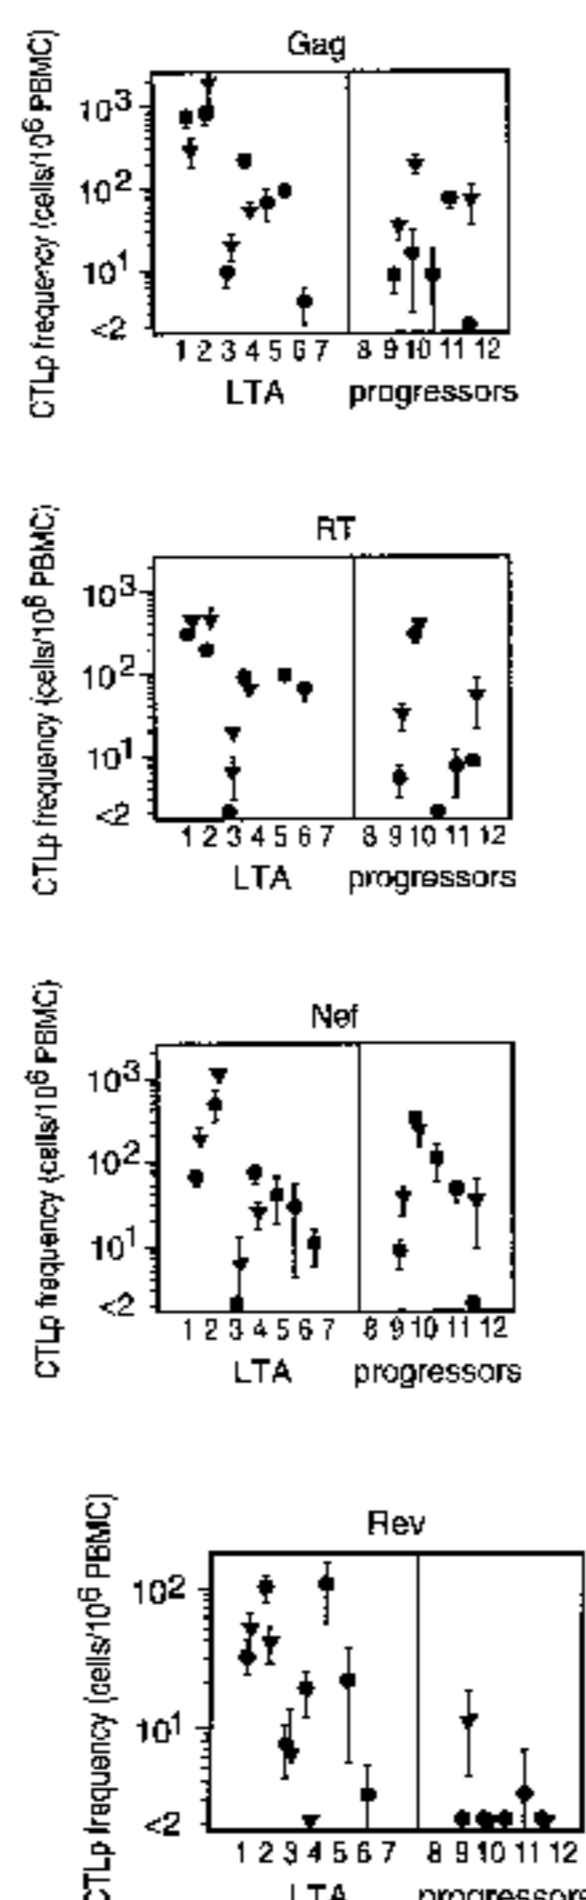 Gag
CTLp frequency (cells/10⁶ PBMC)
10³
10²
10¹
<2
1 2 3 4 5 6 7 8 9 10 11 12
LTA progressors
RT
CTLp frequency (cells/10⁶ PBMC)
10³
10²
10¹
<2
1 2 3 4 5 6 7 8 9 10 11 12
LTA progressors
Nef
CTLp frequency (cells/10⁶ PBMC)
10³
10²
10¹
<2
1 2 3 4 5 6 7 8 9 10 11 12
LTA progressors
Rev
CTLp frequency (cells/10⁶ PBMC)
10²
10¹
<2
1 2 3 4 5 6 7 8 9 10 11 12
LTA progressors